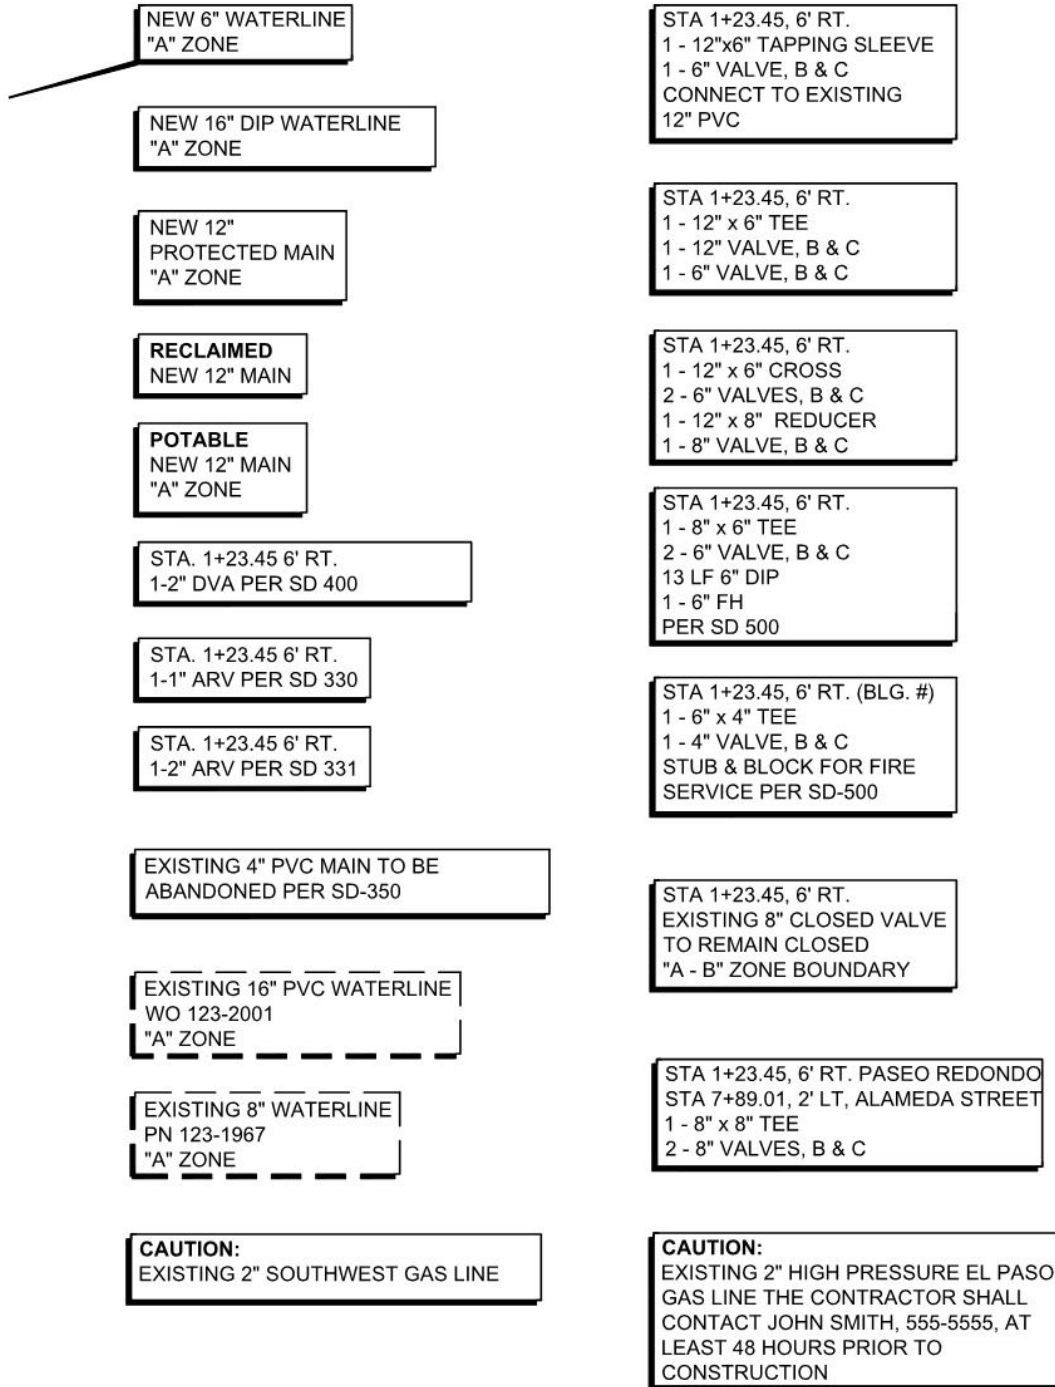 NEW 6" WATERLINE
"A" ZONE
NEW 16" DIP WATERLINE
"A" ZONE
NEW 12"
PROTECTED MAIN
"A" ZONE
RECLAIMED
NEW 12" MAIN
POTABLE
NEW 12" MAIN
"A" ZONE
STA. 1+23.45 6' RT.
1-2" DVA PER SD 400
STA. 1+23.45 6' RT.
1-1" ARV PER SD 330
STA. 1+23.45 6' RT.
1-2" ARV PER SD 331
EXISTING 4" PVC MAIN TO BE
ABANDONED PER SD-350
EXISTING 16" PVC WATERLINE
WO 123-2001
"A" ZONE
EXISTING 8" WATERLINE
PN 123-1967
"A" ZONE
CAUTION:
EXISTING 2" SOUTHWEST GAS LINE
STA 1+23.45, 6' RT.
1 - 12"x6" TAPPING SLEEVE
1 - 6" VALVE, B & C
CONNECT TO EXISTING
12" PVC
STA 1+23.45, 6' RT.
1 - 12" x 6" TEE
1 - 12" VALVE, B & C
1 - 6" VALVE, B & C
STA 1+23.45, 6' RT.
1 - 12" x 6" CROSS
2 - 6" VALVES, B & C
1 - 12" x 8" REDUCER
1 - 8" VALVE, B & C
STA 1+23.45, 6' RT.
1 - 8" x 6" TEE
2 - 6" VALVE, B & C
13 LF 6" DIP
1 - 6" FH
PER SD 500
STA 1+23.45, 6' RT. (BLG. #)
1 - 6" x 4" TEE
1 - 4" VALVE, B & C
STUB & BLOCK FOR FIRE
SERVICE PER SD-500
STA 1+23.45, 6' RT.
EXISTING 8" CLOSED VALVE
TO REMAIN CLOSED
"A - B" ZONE BOUNDARY
STA 1+23.45, 6' RT. PASEO REDONDO
STA 7+89.01, 2' LT, ALAMEDA STREET
1 - 8" x 8" TEE
2 - 8" VALVES, B & C
CAUTION:
EXISTING 2" HIGH PRESSURE EL PASO
GAS LINE THE CONTRACTOR SHALL
CONTACT JOHN SMITH, 555-5555, AT
LEAST 48 HOURS PRIOR TO
CONSTRUCTION